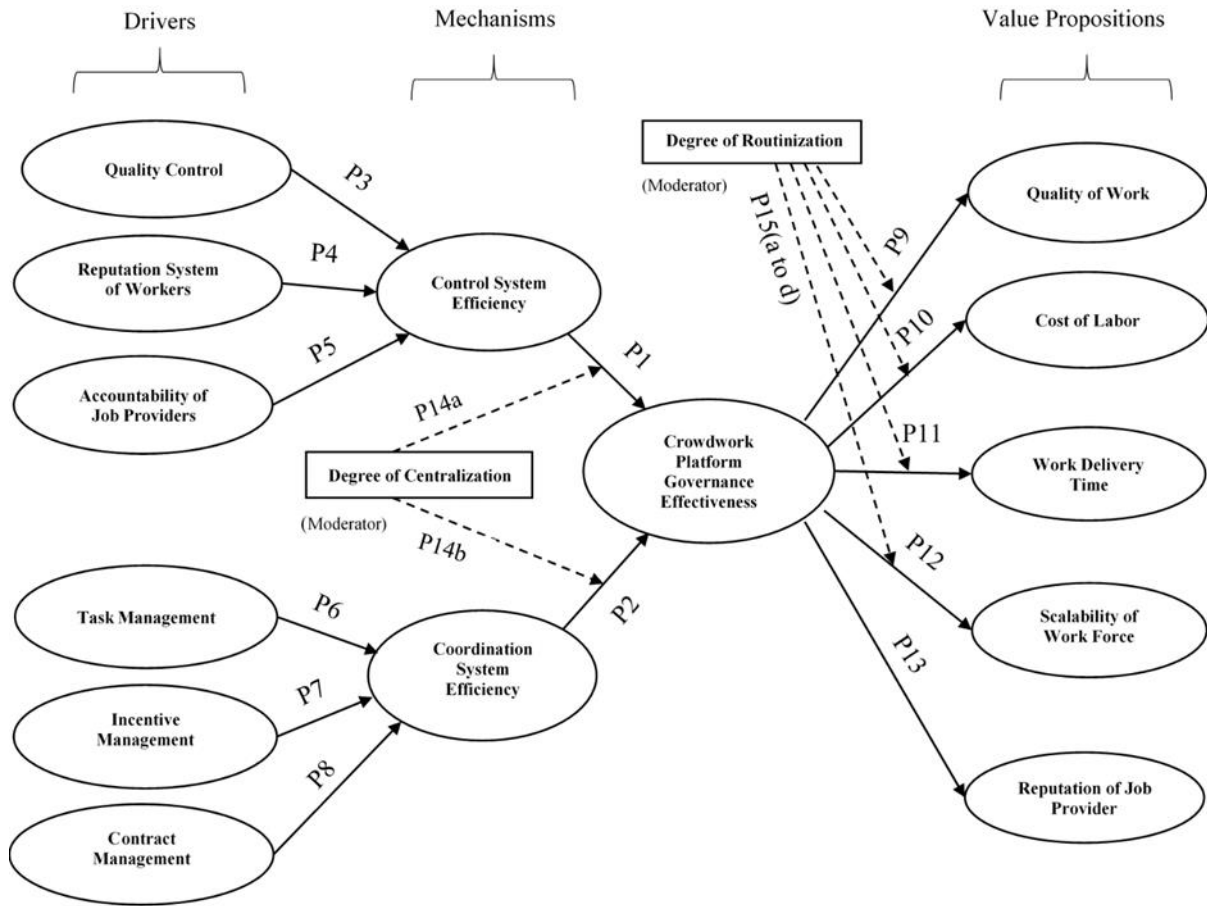 Drivers
Mechanisms
Value Propositions
Quality Control
Reputation System
of Workers
Accountability of
Job Providers
Task Management
Incentive
Management
Contract
Management
P3
P4
P5
P6
P7
P8
Control System
Efficiency
Degree of Centralization
(Moderator)
P14a
P14b
Coordination
System
Efficiency
P1
P2
Crowdwork
Platform
Governance
Effectiveness
Degree of Routinization
(Moderator)
P15(a to d)
P9
P10
P11
P12
P13
Quality of Work
Cost of Labor
Work Delivery
Time
Scalability of
Work Force
Reputation of Job
Provider